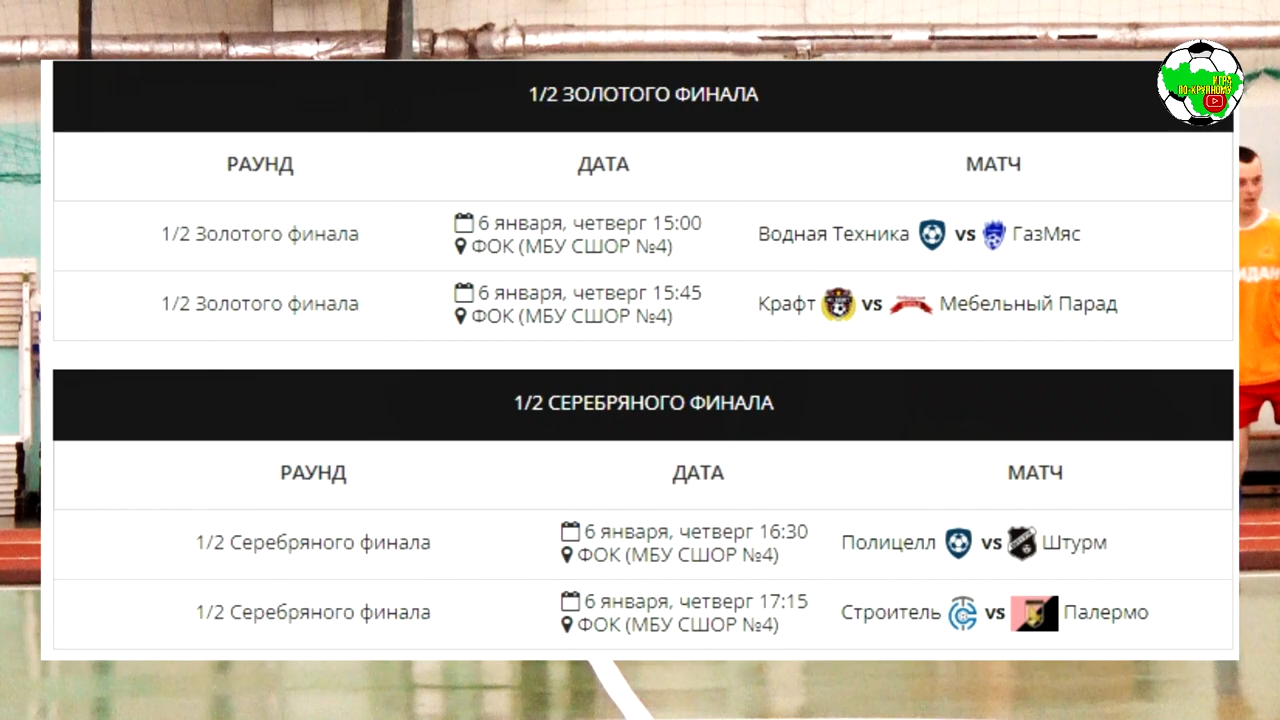 1/2 ЗОЛОТОГО ФИНАЛА
ИГРА
ПО-КРУПНОМУ
РАУНД ДАТА МАТЧ
1/2 Золотого финала 6 января, четверг 15:00 Водная Техника vs ГазМяс
ФОК (МБУ СШОР №4)
1/2 Золотого финала 6 января, четверг 15:45 Крафт vs Мебельный Парад
ФОК (МБУ СШОР №4)
1/2 СЕРЕБРЯНОГО ФИНАЛА
РАУНД ДАТА МАТЧ
1/2 Серебряного финала 6 января, четверг 16:30 Полицелл vs Штурм
ФОК (МБУ СШОР №4)
1/2 Серебряного финала 6 января, четверг 17:15 Строитель vs Палермо
ФОК (МБУ СШОР №4)